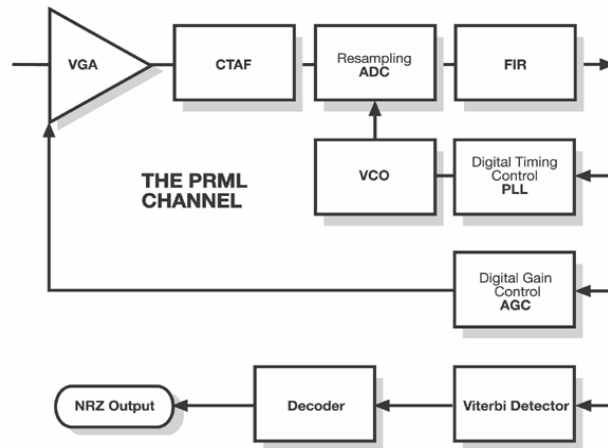 VGA
CTAF
Resampling
ADC
FIR
THE PRML
CHANNEL
VCO
Digital Timing
Control
PLL
Digital Gain
Control
AGC
NRZ Output
Decoder
Viterbi Detector